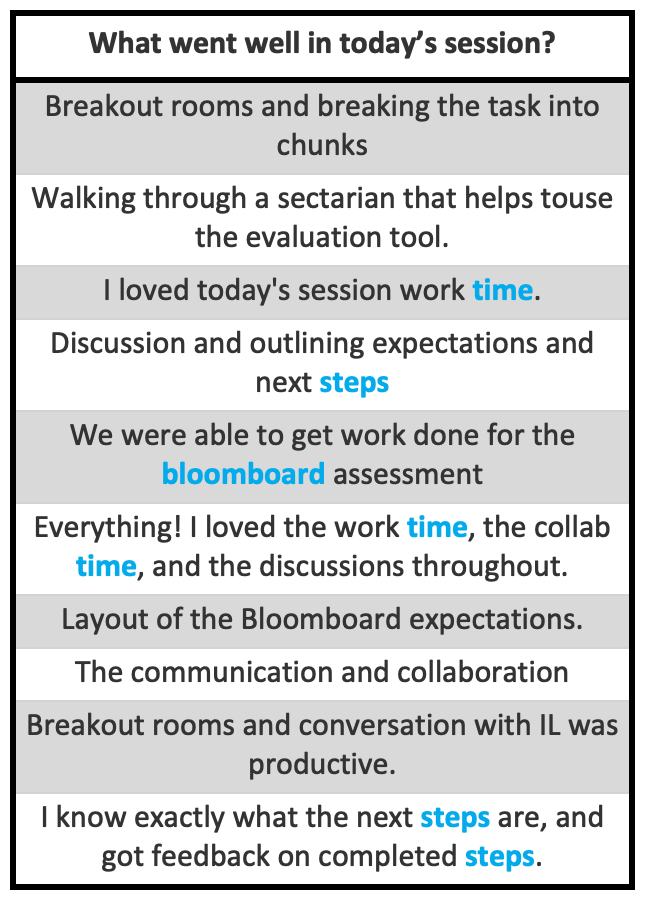 What went well in today’s session?
Breakout rooms and breaking the task into
chunks
Walking through a sectarian that helps touse
the evaluation tool.
I loved today's session work time.
Discussion and outlining expectations and
next steps
We were able to get work done for the
bloomboard assessment
Everything! I loved the work time, the collab
time, and the discussions throughout.
Layout of the Bloomboard expectations.
The communication and collaboration
Breakout rooms and conversation with IL was
productive.
I know exactly what the next steps are, and
got feedback on completed steps.